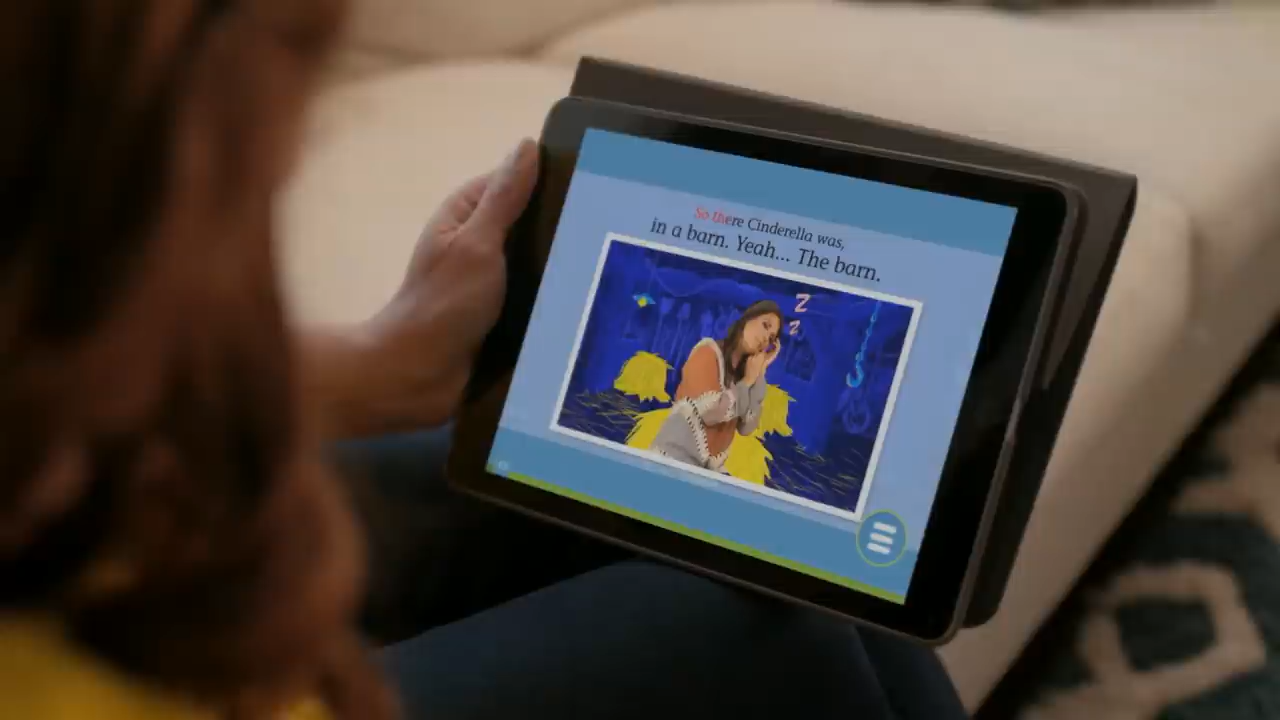 So there Cinderella was,
in a barn. Yeah... The barn.
Z
Z